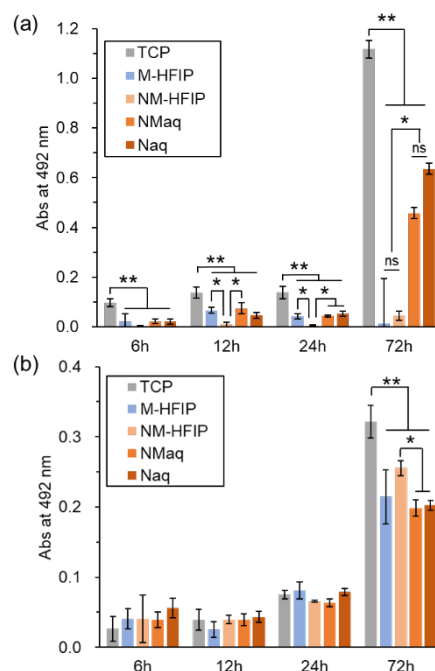 (a)
TCP
M-HFIP
NM-HFIP
NMaq
Naq
Abs at 492 nm
1.2
1.0
0.8
0.6
0.4
0.2
0.0
**
*
ns
ns
**
**
*
*
**
*
*
6h
12h
24h
72h
(b)
TCP
M-HFIP
NM-HFIP
NMaq
Naq
Abs at 492 nm
0.4
0.3
0.2
0.1
0.0
**
*
6h
12h
24h
72h